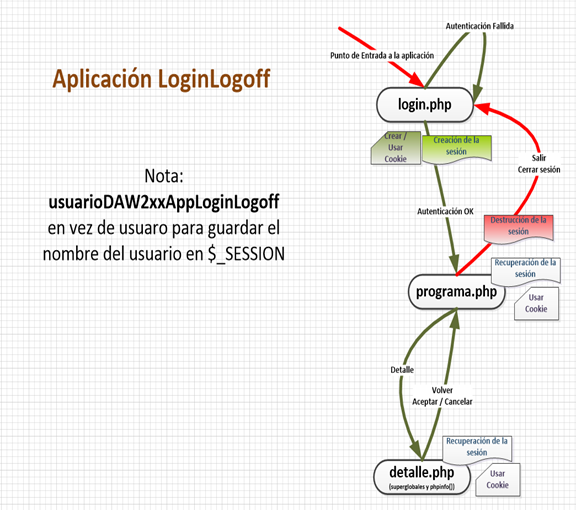 Aplicación LoginLogoff
Nota:
usuarioDAW2xxAppLoginLogoff
en vez de usuaro para guardar el
nombre del usuario en $_SESSION
Autenticación Fallida
Punto de Entrada a la aplicación
login.php
Crear /
Usar
Cookie
Creación de la
sesión
Salir
Cerrar sesión
Autenticación OK
Destrucción de la
sesión
Recuperación de la
sesión
programa.php
Usar
Cookie
Detalle
Volver
Aceptar / Cancelar
Recuperación de la
sesión
detalle.php
(superglobales y phpinfo())
Usar
Cookie